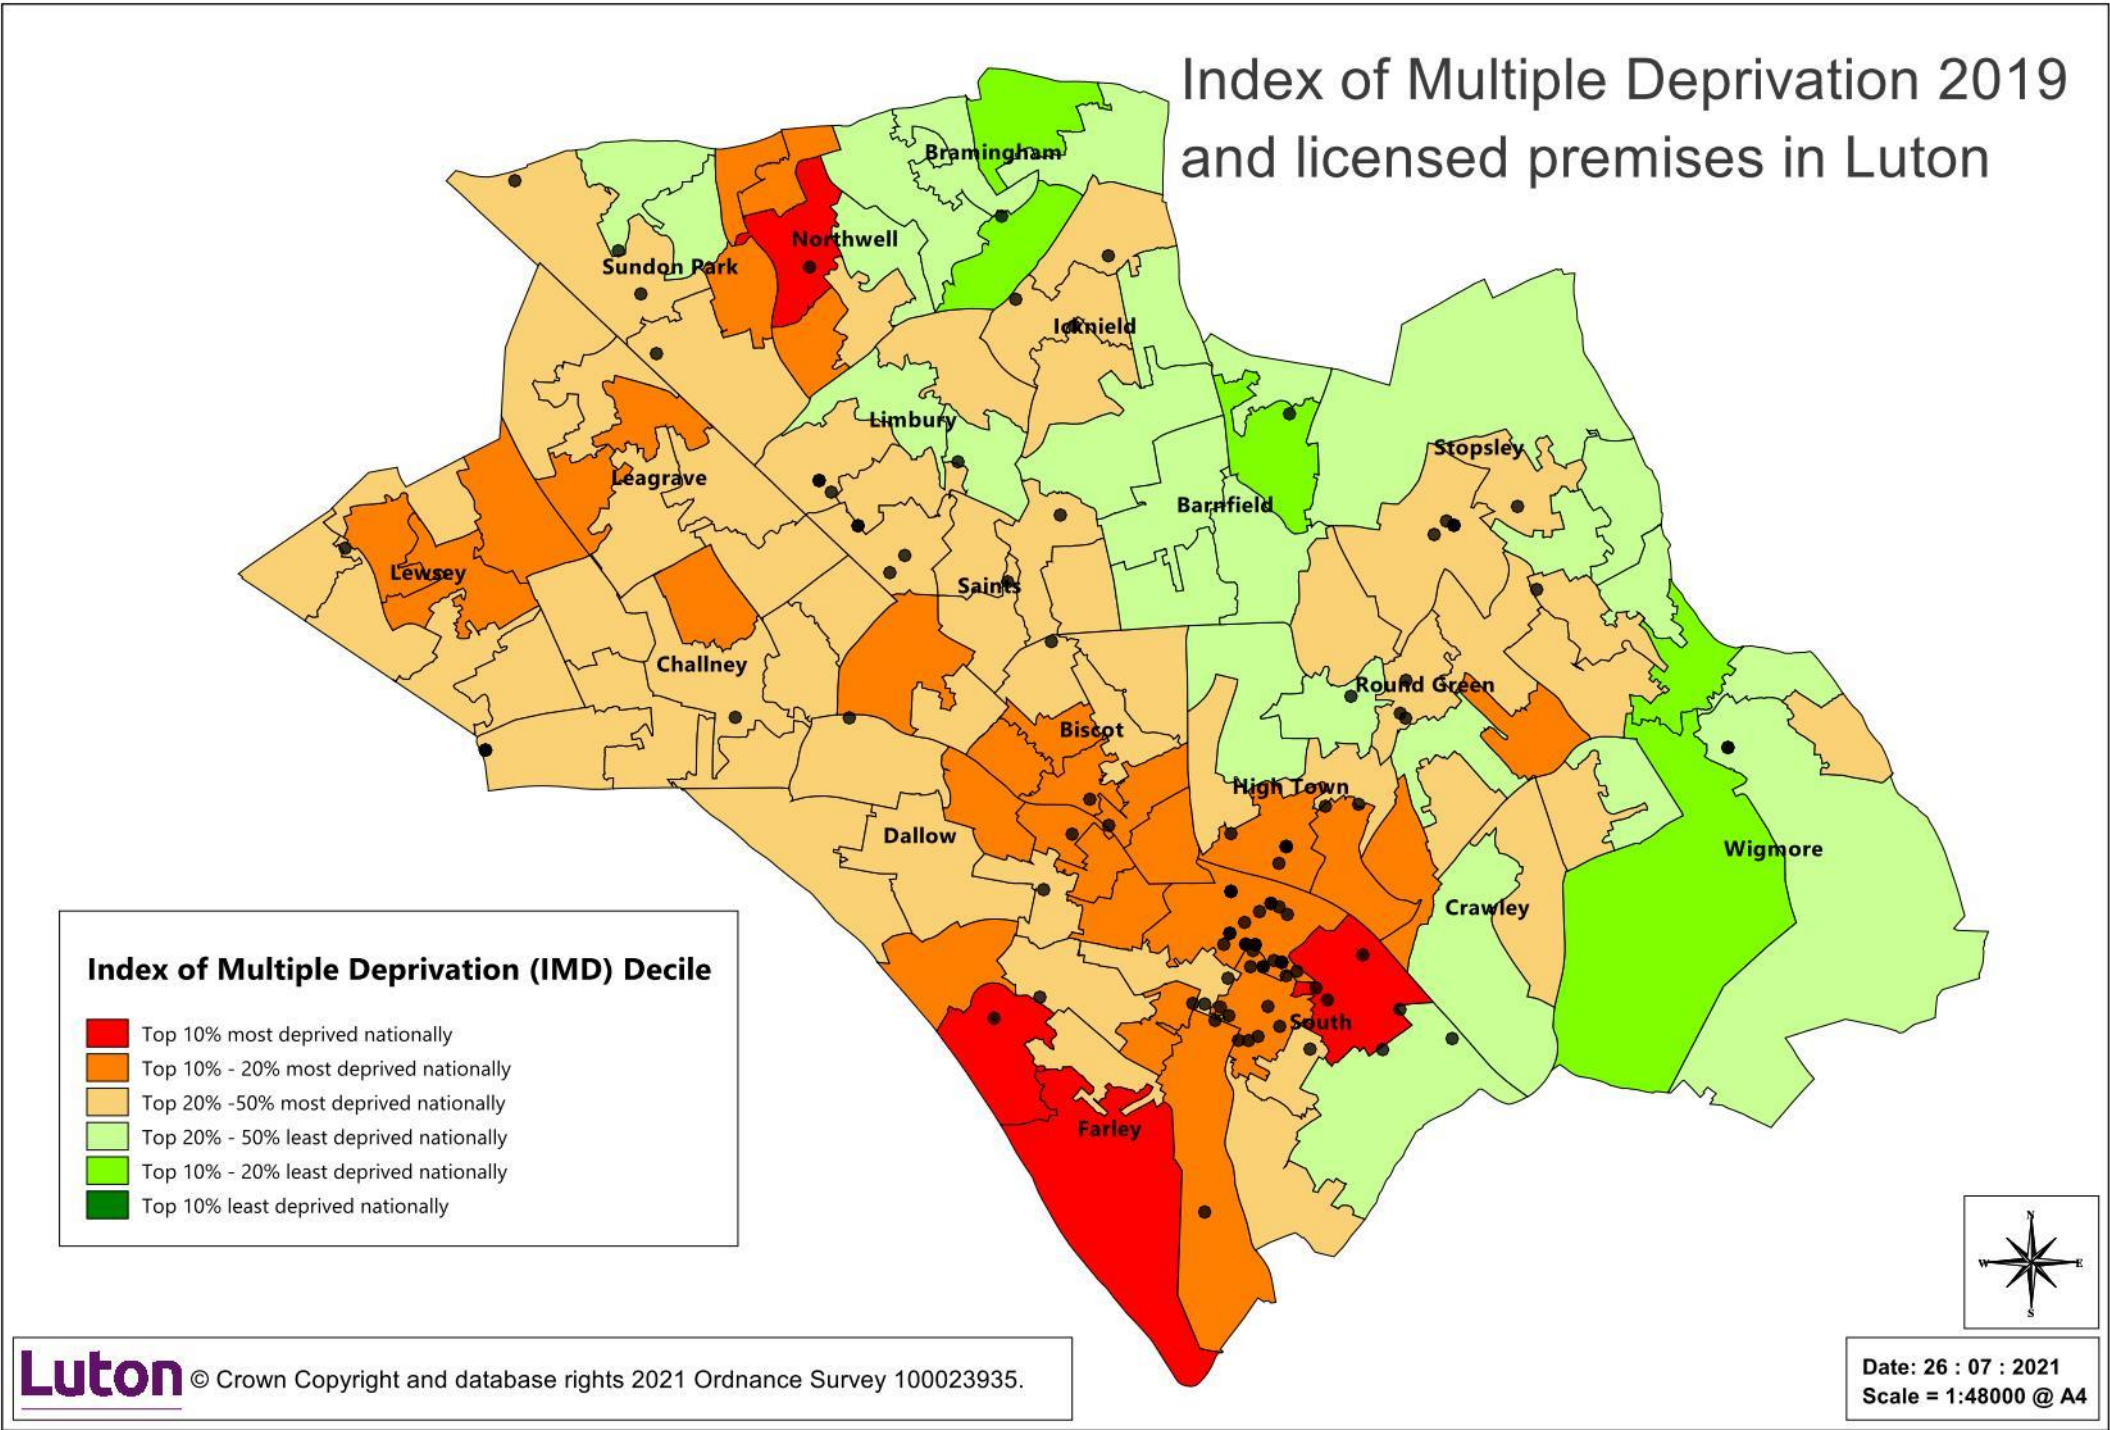 Index of Multiple Deprivation 2019
and licensed premises in Luton
Bramingham
Northwell
Sundon Park
Icknield
Limbury
Stopsley
Leagrave
Barnfield
Lewsey
Saints
Challney
Round Green
Biscot
High Town
Dallow
Wigmore
Crawley
South
Farley
Index of Multiple Deprivation (IMD) Decile
Top 10% most deprived nationally
Top 10% - 20% most deprived nationally
Top 20% -50% most deprived nationally
Top 20% - 50% least deprived nationally
Top 10% - 20% least deprived nationally
Top 10% least deprived nationally
N
W E
S
Luton © Crown Copyright and database rights 2021 Ordnance Survey 100023935.
Date: 26 : 07 : 2021
Scale = 1:48000 @ A4